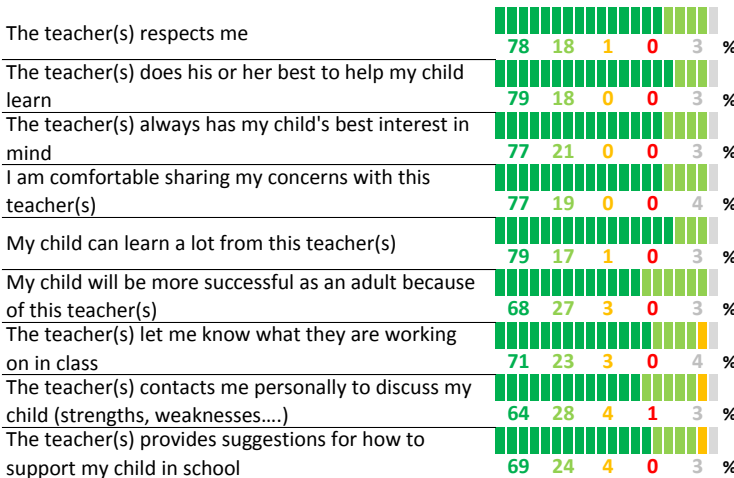 The teacher(s) respects me
78 18 1 0 3 %
The teacher(s) does his or her best to help my child
learn
79 18 0 0 3 %
The teacher(s) always has my child's best interest in
mind
77 21 0 0 3 %
I am comfortable sharing my concerns with this
teacher(s)
77 19 0 0 4 %
My child can learn a lot from this teacher(s)
79 17 1 0 3 %
My child will be more successful as an adult because
of this teacher(s)
68 27 3 0 3 %
The teacher(s) let me know what they are working
on in class
71 23 3 0 4 %
The teacher(s) contacts me personally to discuss my
child (strengths, weaknesses....)
64 28 4 1 3 %
The teacher(s) provides suggestions for how to
support my child in school
69 24 4 0 3 %